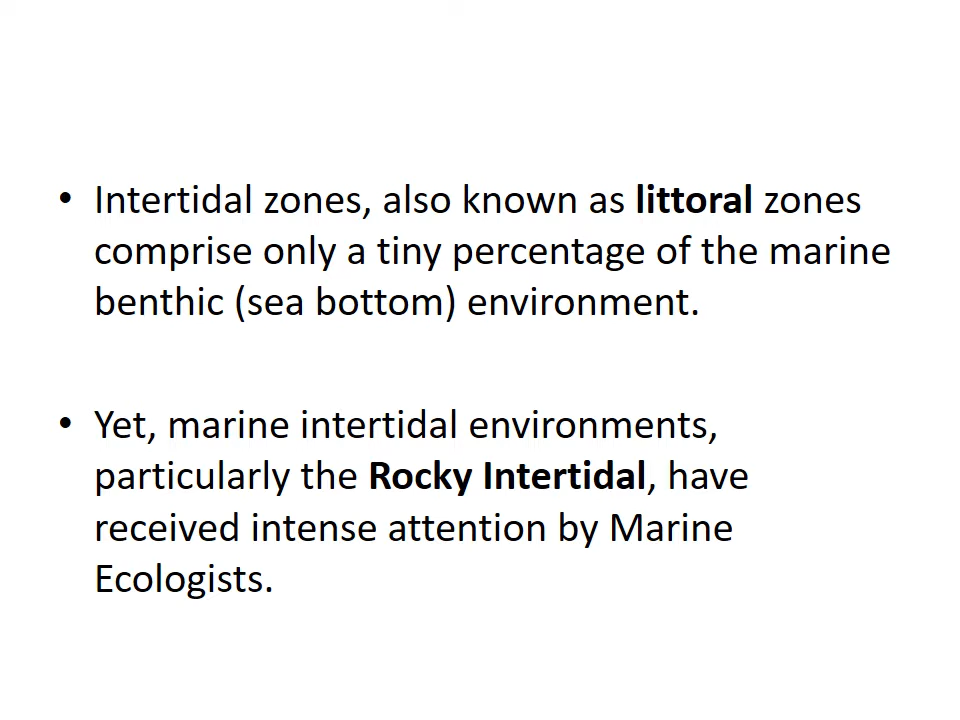 • Intertidal zones, also known as littoral zones
comprise only a tiny percentage of the marine
benthic (sea bottom) environment.
• Yet, marine intertidal environments,
particularly the Rocky Intertidal, have
received intense attention by Marine
Ecologists.